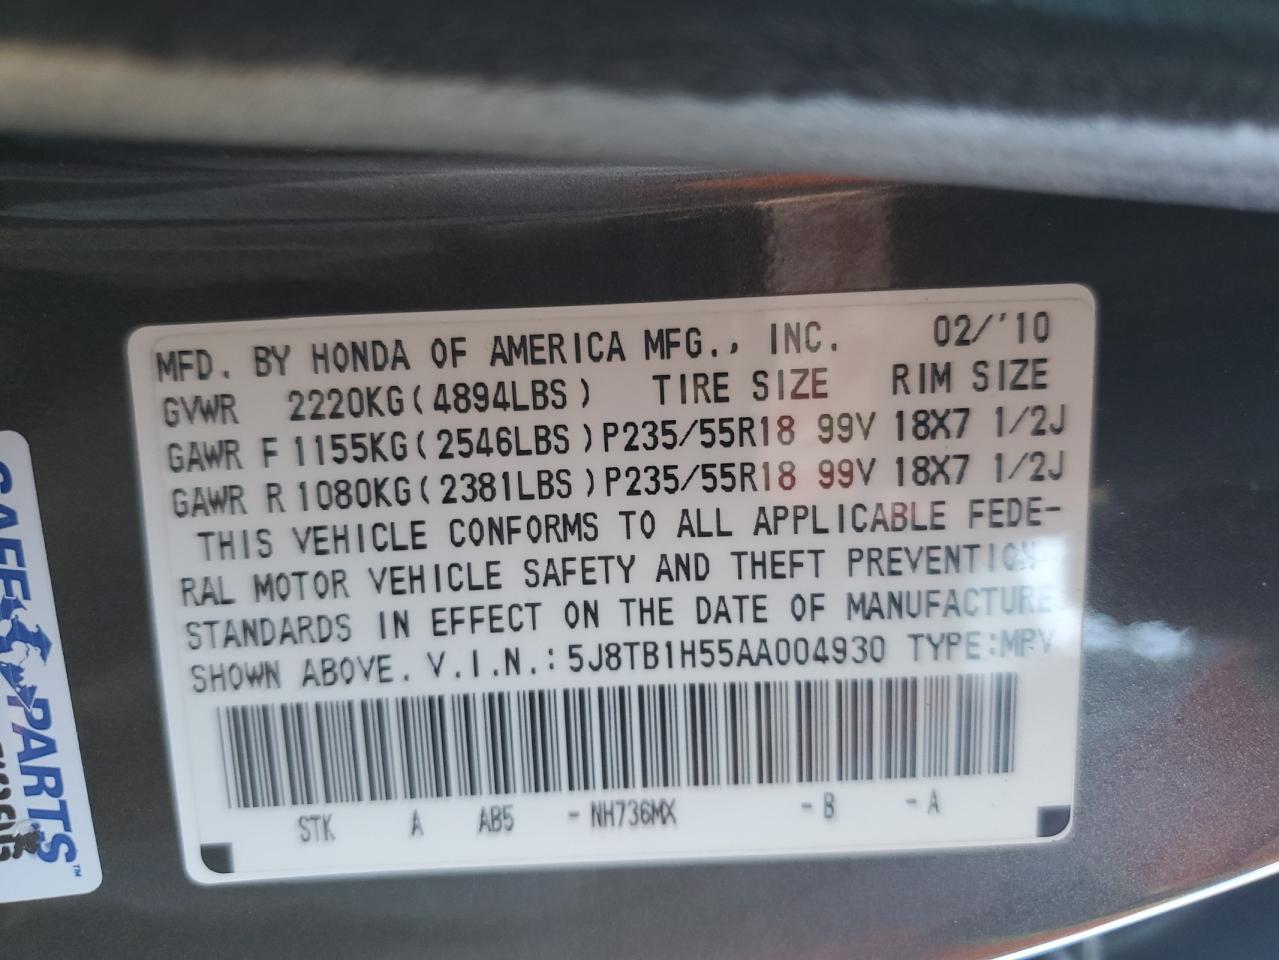 MFD. BY HONDA OF AMERICA MFG., INC. 02/'10
GVWR 2220KG(4894LBS) TIRE SIZE RIM SIZE
GAWR F 1155KG(2546LBS)P235/55R18 99V 18X7 1/2J
GAWR R 1080KG(2381LBS)P235/55R18 99V 18X7 1/2J
THIS VEHICLE CONFORMS TO ALL APPLICABLE FEDE-
RAL MOTOR VEHICLE SAFETY AND THEFT PREVENTION
STANDARDS IN EFFECT ON THE DATE OF MANUFACTURE
SHOWN ABOVE. V.I.N.:5J8TB1H55AA004930 TYPE:MPV
STK A AB5 -NH736MX -B -A
SAFE PARTS™